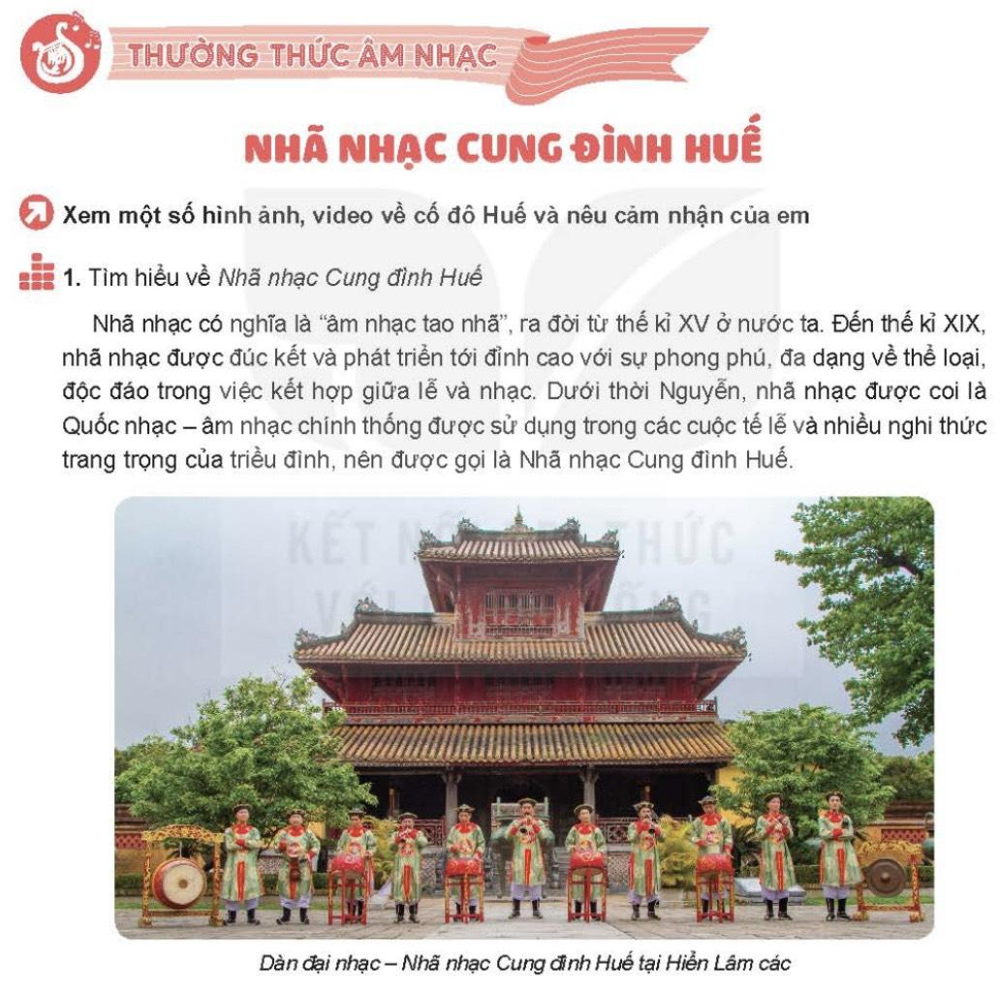 THƯỜNG THỨC ÂM NHẠC
NHÃ NHẠC CUNG ĐÌNH HUẾ
Xem một số hình ảnh, video về cố đô Huế và nêu cảm nhận của em
1. Tìm hiểu về Nhã nhạc Cung đình Huế
Nhã nhạc có nghĩa là “âm nhạc tao nhã”, ra đời từ thế kỉ XV ở nước ta. Đến thế kỉ XIX,
nhã nhạc được đúc kết và phát triển tới đỉnh cao với sự phong phú, đa dạng về thể loại,
độc đáo trong việc kết hợp giữa lễ và nhạc. Dưới thời Nguyễn, nhã nhạc được coi là
Quốc nhạc – âm nhạc chính thống được sử dụng trong các cuộc tế lễ và nhiều nghi thức
trang trọng của triều đình, nên được gọi là Nhã nhạc Cung đình Huế.
KẾT NỐI THỨC
VỚI SỐNG
Dàn đại nhạc – Nhã nhạc Cung đình Huế tại Hiển Lâm các